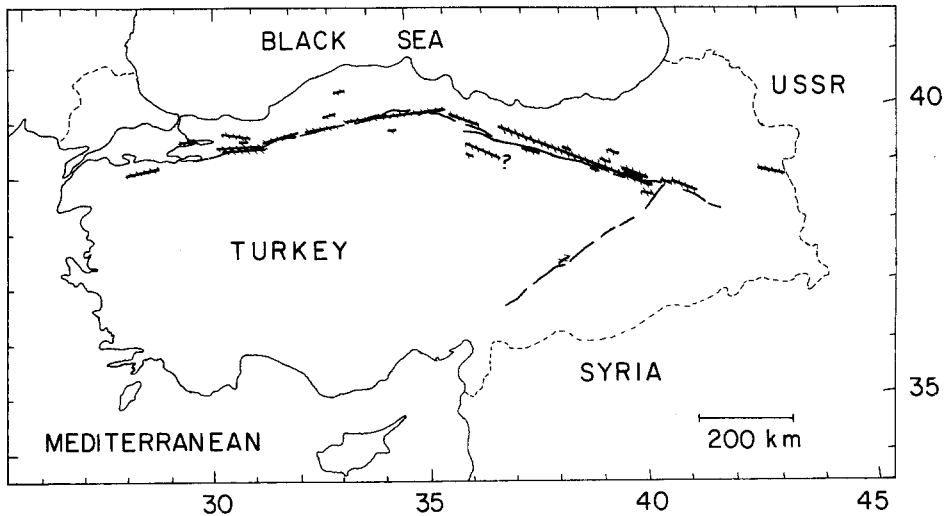 BLACK SEA
USSR
40
?
TURKEY
SYRIA
35
MEDITERRANEAN
200 km
30 35 40 45